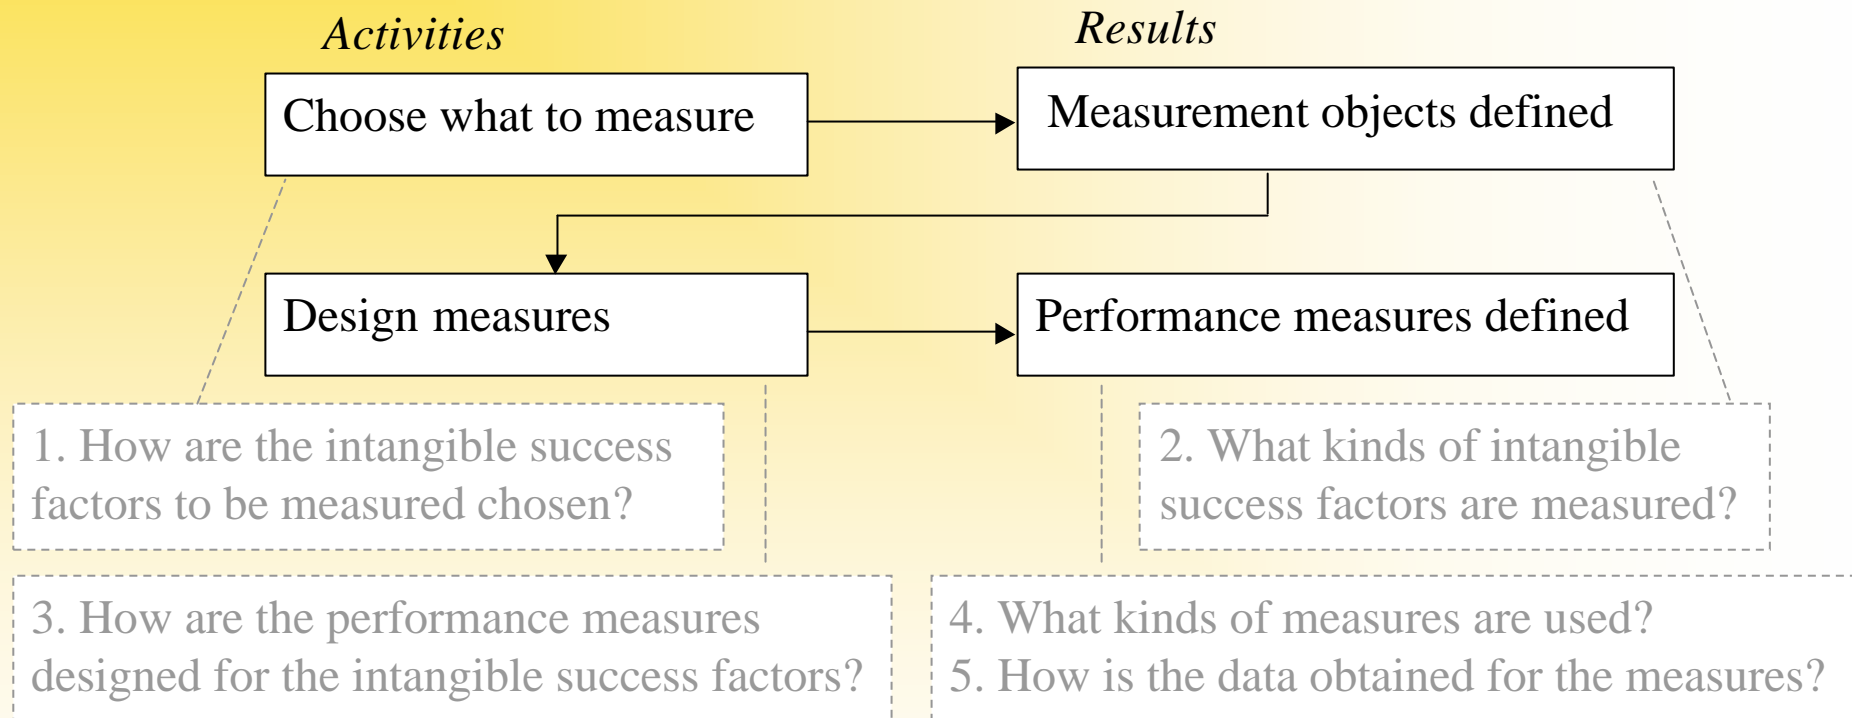 Activities
Results
Choose what to measure
Measurement objects defined
Design measures
Performance measures defined
1. How are the intangible success
factors to be measured chosen?
2. What kinds of intangible
success factors are measured?
3. How are the performance measures
designed for the intangible success factors?
4. What kinds of measures are used?
5. How is the data obtained for the measures?